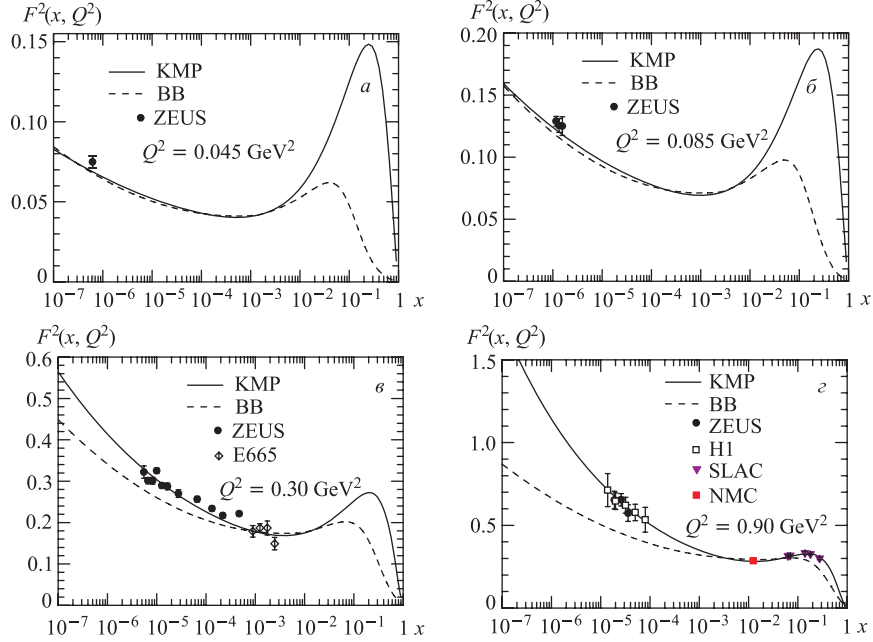 F²(x, Q²)
0.15
0.10
0.05
0
KMP
BB
ZEUS
Q² = 0.045 GeV²
а
10⁻⁷ 10⁻⁶ 10⁻⁵ 10⁻⁴ 10⁻³ 10⁻² 10⁻¹ 1 x
F²(x, Q²)
0.20
0.15
0.10
0.05
0
KMP
BB
ZEUS
Q² = 0.085 GeV²
б
10⁻⁷ 10⁻⁶ 10⁻⁵ 10⁻⁴ 10⁻³ 10⁻² 10⁻¹ 1 x
F²(x, Q²)
0.6
0.5
0.4
0.3
0.2
0.1
0
KMP
BB
ZEUS
E665
Q² = 0.30 GeV²
в
10⁻⁷ 10⁻⁶ 10⁻⁵ 10⁻⁴ 10⁻³ 10⁻² 10⁻¹ 1 x
F²(x, Q²)
1.5
1.0
0.5
0
KMP
BB
ZEUS
H1
SLAC
NMC
Q² = 0.90 GeV²
г
10⁻⁷ 10⁻⁶ 10⁻⁵ 10⁻⁴ 10⁻³ 10⁻² 10⁻¹ 1 x